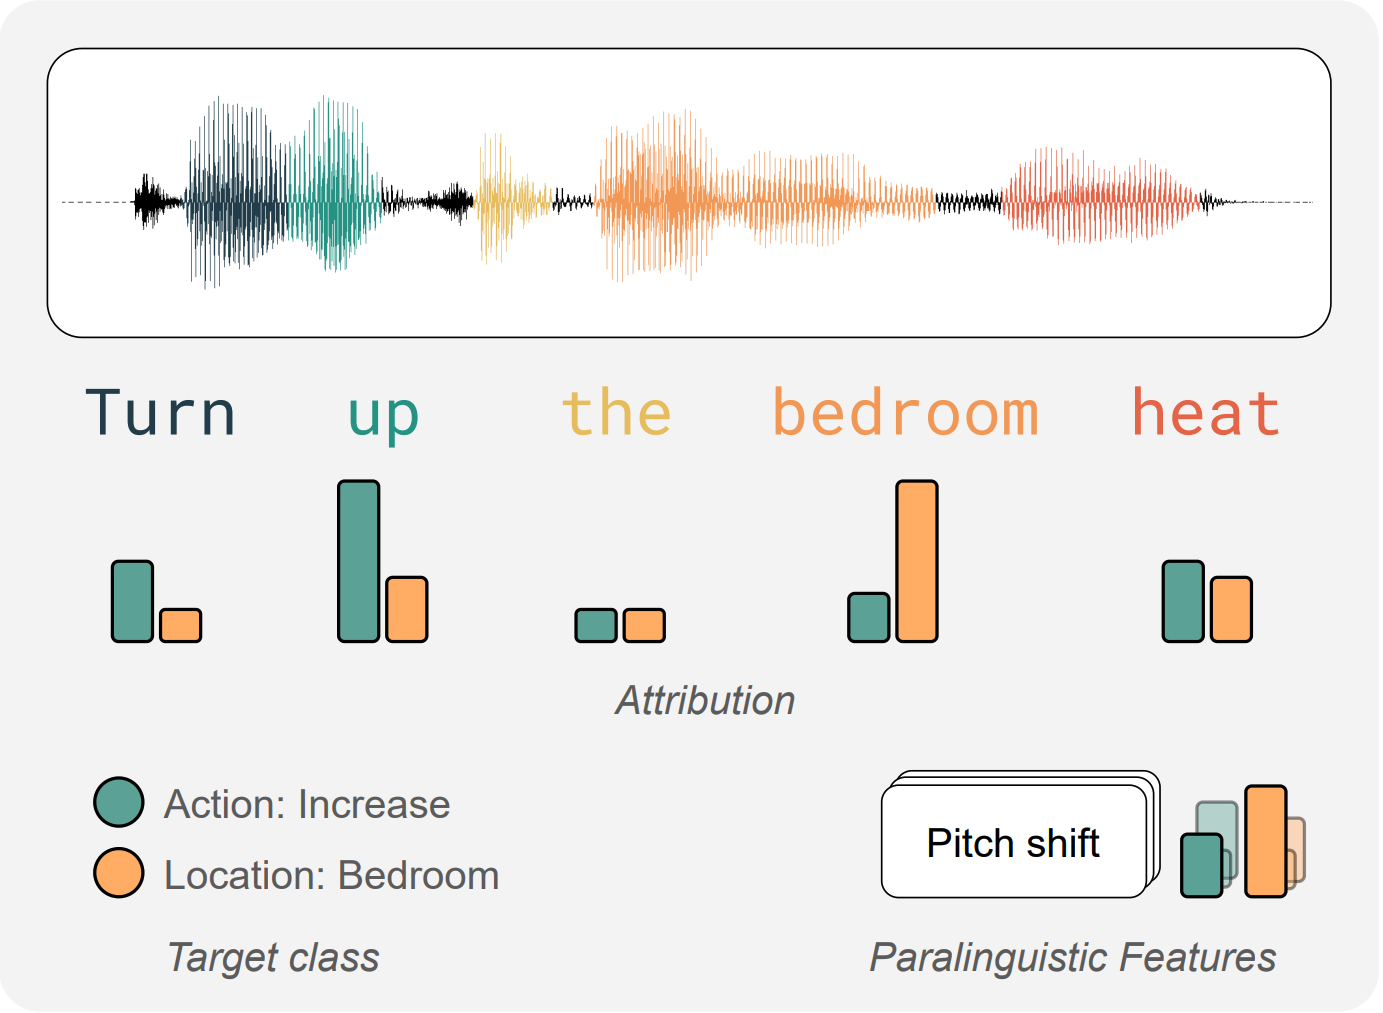 Turn up the bedroom heat
Attribution
Action: Increase
Location: Bedroom
Target class
Pitch shift
Paralinguistic Features